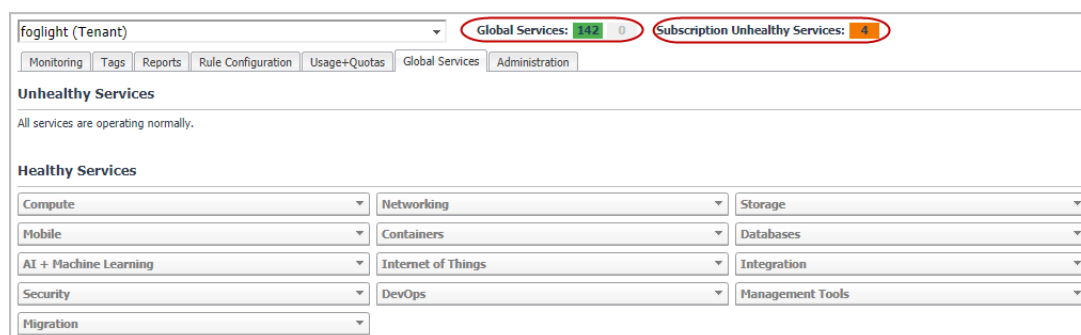 foglight (Tenant) Global Services: 142 0 Subscription Unhealthy Services: 4
Monitoring Tags Reports Rule Configuration Usage+Quotas Global Services Administration
Unhealthy Services
All services are operating normally.
Healthy Services
Compute Networking Storage
Mobile Containers Databases
AI + Machine Learning Internet of Things Integration
Security DevOps Management Tools
Migration